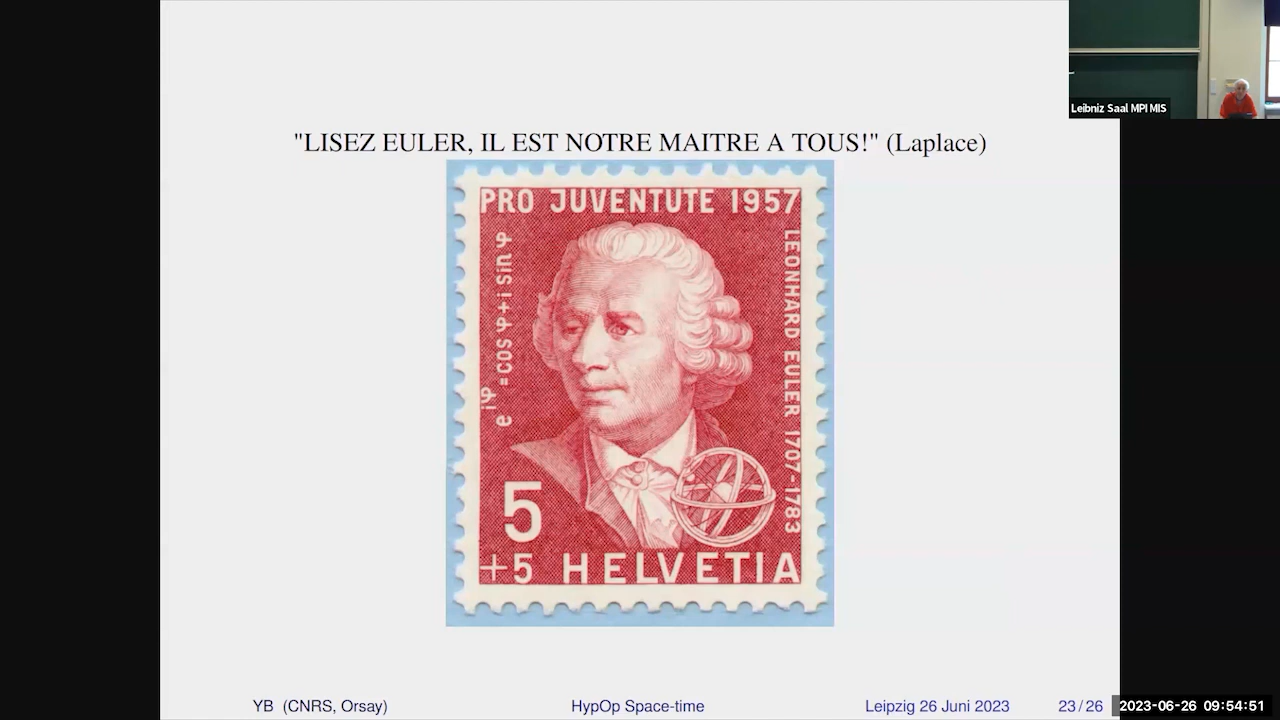 Leibniz Saal MPI MIS
"LISEZ EULER, IL EST NOTRE MAITRE A TOUS!" (Laplace)
PRO JUVENTUTE 1957
e^iφ = cos φ + i sin φ
LEONHARD EULER 1707-1783
5
+5 HELVETIA
YB (CNRS, Orsay) HypOp Space-time Leipzig 26 Juni 2023 23 / 26
2023-06-26 09:54:51